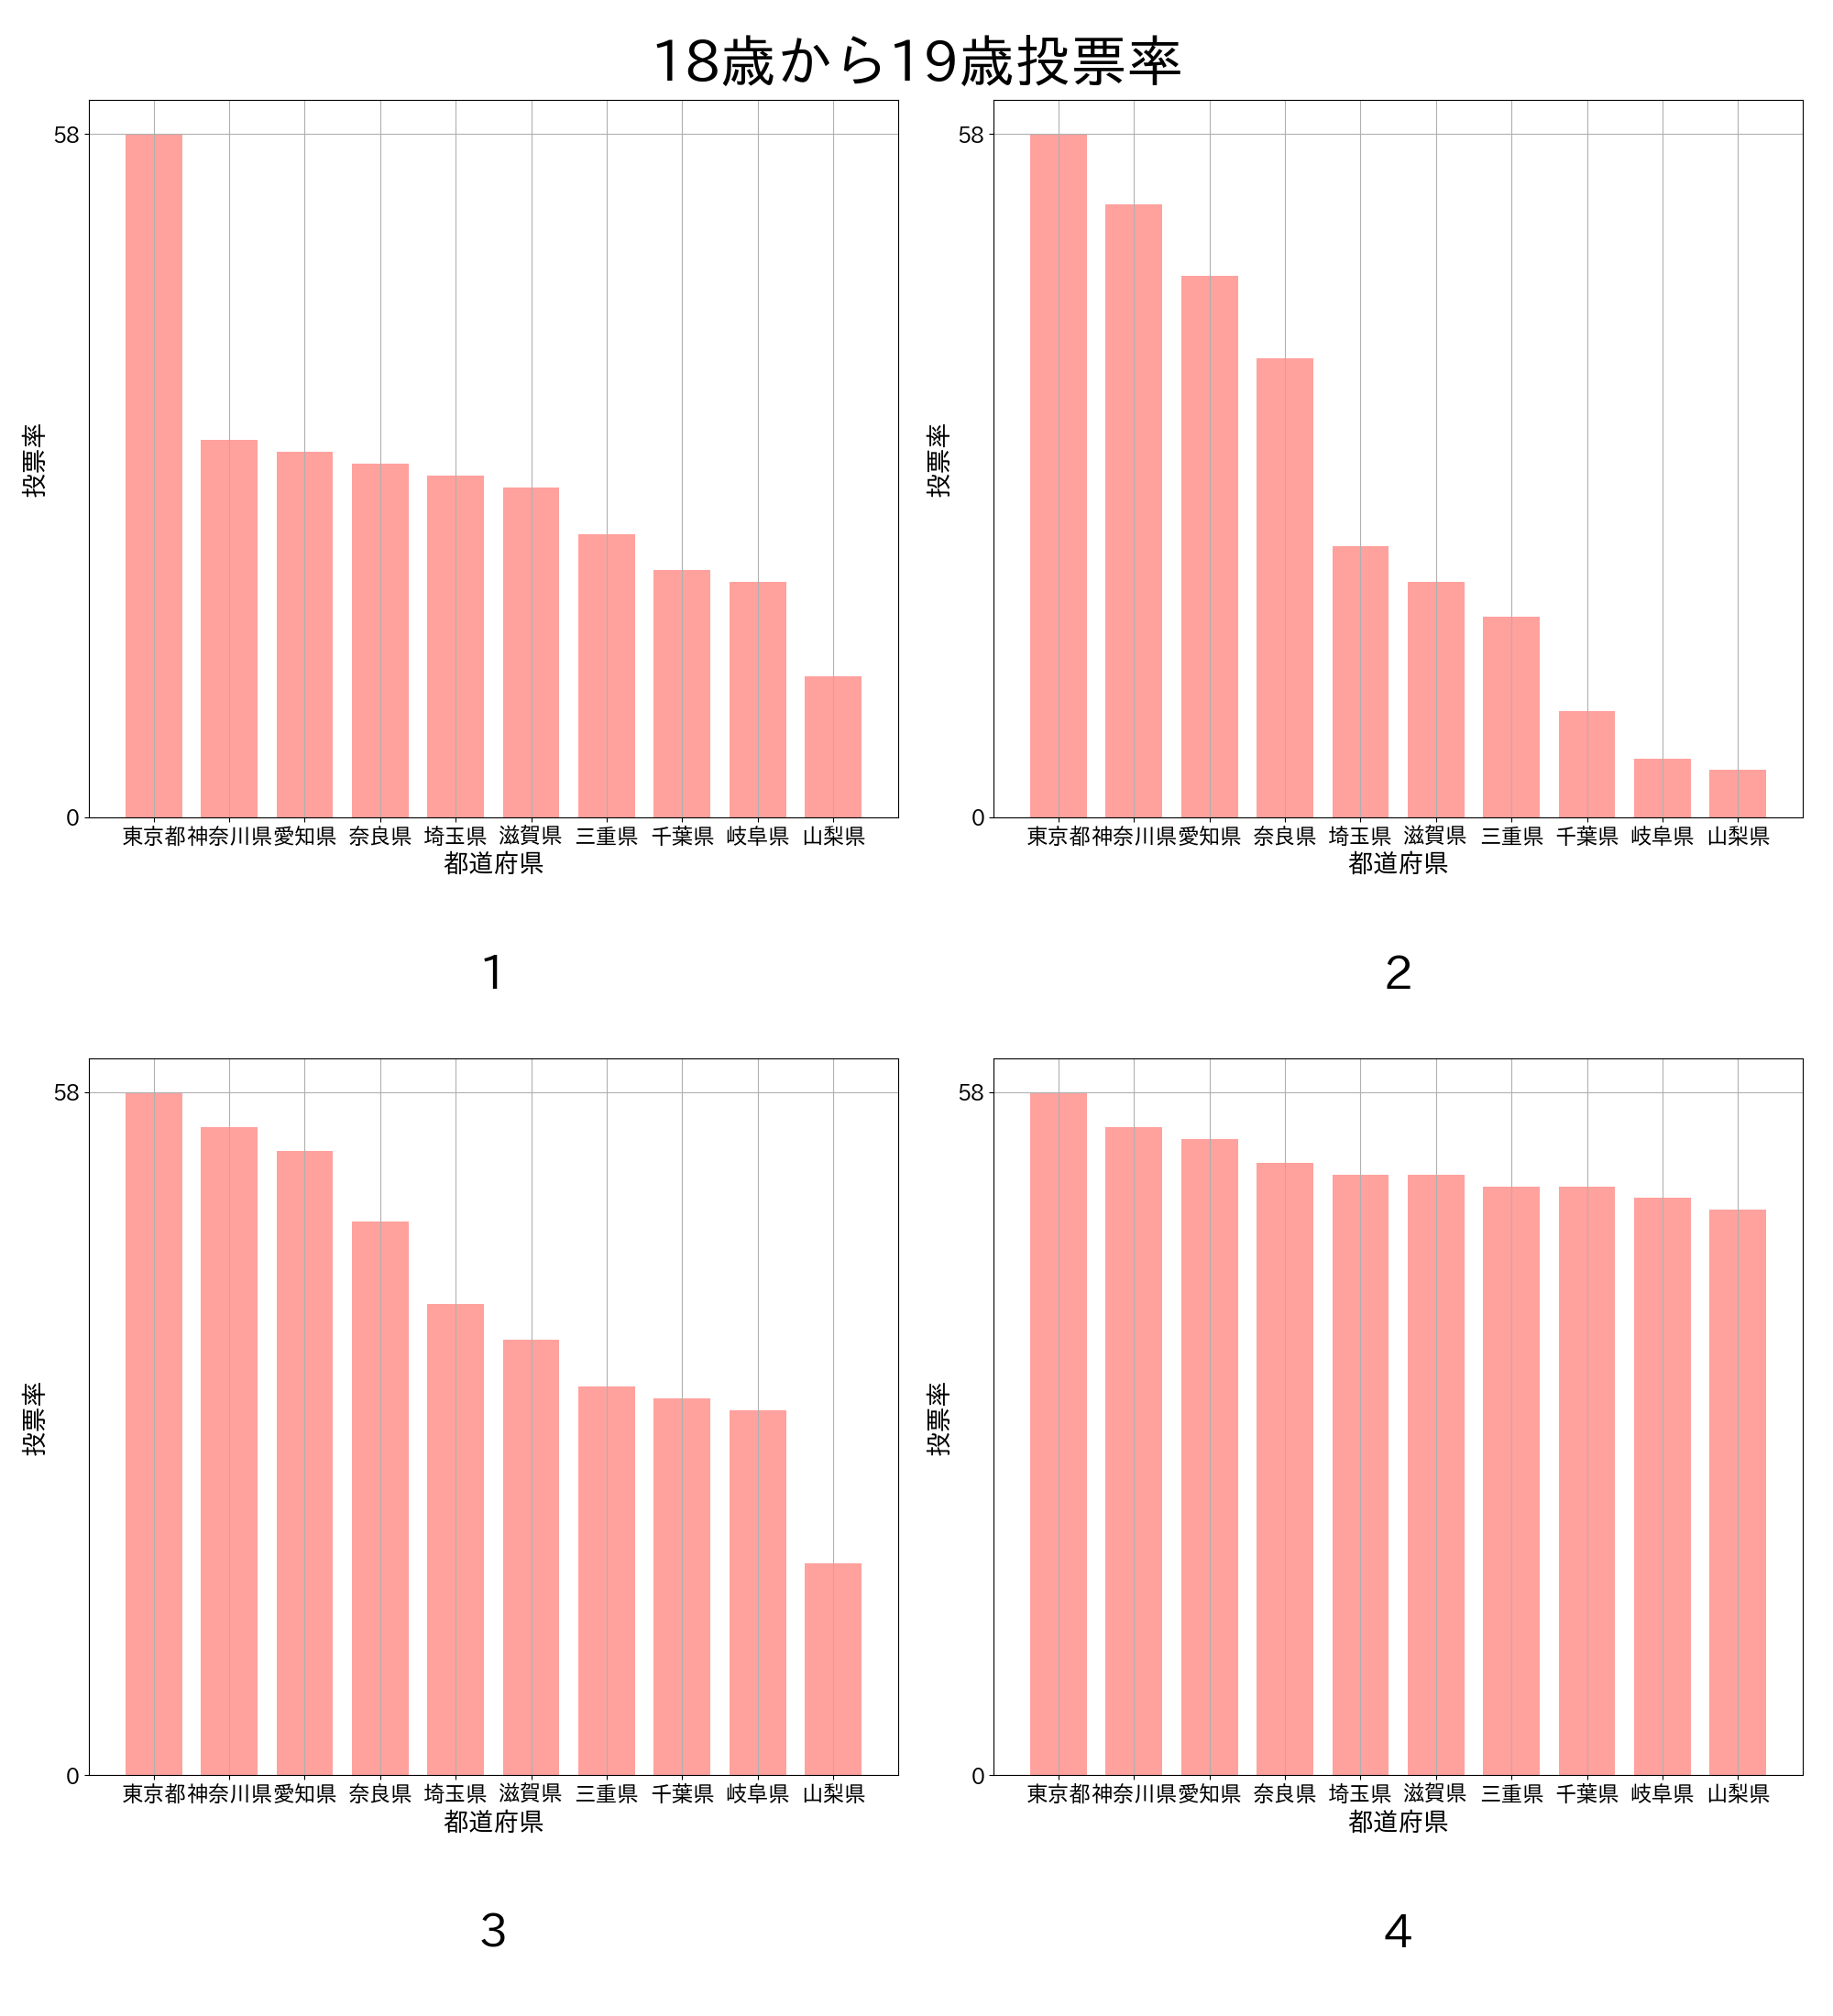 18歳から19歳投票率
58
0
投票率
東京都 神奈川県 愛知県 奈良県 埼玉県 滋賀県 三重県 千葉県 岐阜県 山梨県
都道府県
1
58
0
投票率
東京都 神奈川県 愛知県 奈良県 埼玉県 滋賀県 三重県 千葉県 岐阜県 山梨県
都道府県
2
58
0
投票率
東京都 神奈川県 愛知県 奈良県 埼玉県 滋賀県 三重県 千葉県 岐阜県 山梨県
都道府県
3
58
0
投票率
東京都 神奈川県 愛知県 奈良県 埼玉県 滋賀県 三重県 千葉県 岐阜県 山梨県
都道府県
4